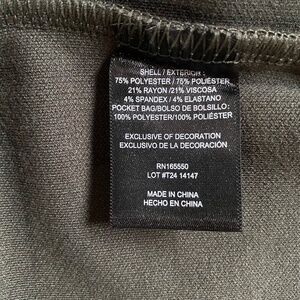 SHELL / EXTERIOR :
75% POLYESTER / 75% POLIÉSTER
21% RAYON /21% VISCOSA
4% SPANDEX / 4% ELASTANO
POCKET BAG/BOLSO DE BOLSILLO:
100% POLYESTER/100% POLIÉSTER
EXCLUSIVE OF DECORATION
EXCLUSIVO DE LA DECORACIÓN
RN165550
LOT #T24 14147
MADE IN CHINA
HECHO EN CHINA